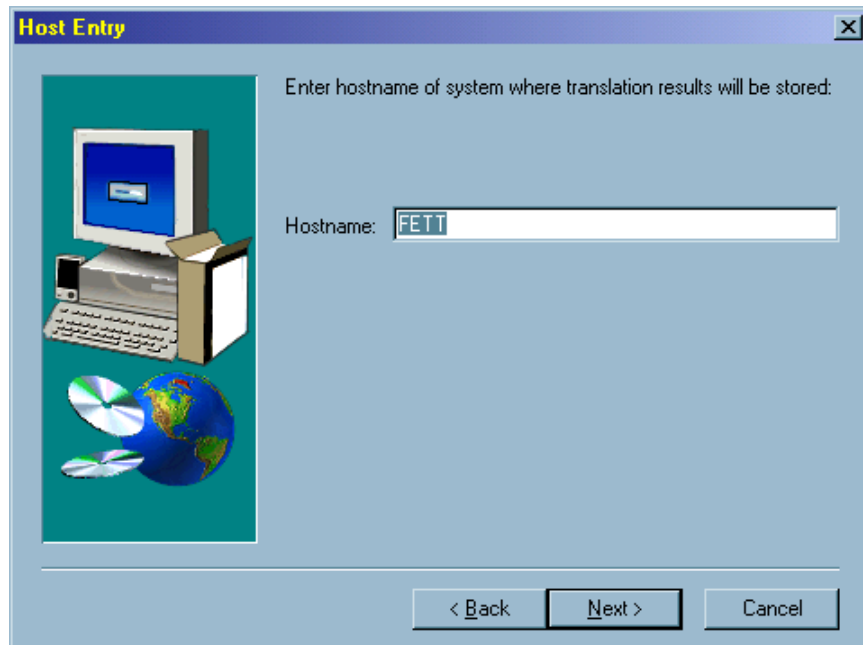 Host Entry
Enter hostname of system where translation results will be stored:
Hostname: FETT
< Back Next > Cancel